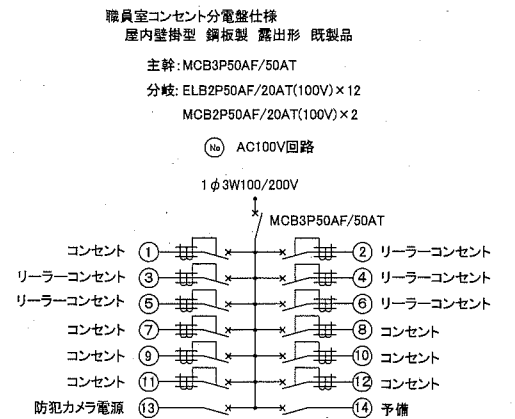 職員室コンセント分電盤仕様
屋内壁掛型 鋼板製 露出形 既製品
主幹:MCB3P50AF/50AT
分岐:ELB2P50AF/20AT(100V)×12
MCB2P50AF/20AT(100V)×2
No AC100V回路
1φ3W100/200V
MCB3P50AF/50AT
コンセント ① ② リーラーコンセント
リーラーコンセント ③ ④ リーラーコンセント
リーラーコンセント ⑤ ⑥ リーラーコンセント
コンセント ⑦ ⑧ コンセント
コンセント ⑨ ⑩ コンセント
コンセント ⑪ ⑫ コンセント
防犯カメラ電源 ⑬ ⑭ 予備